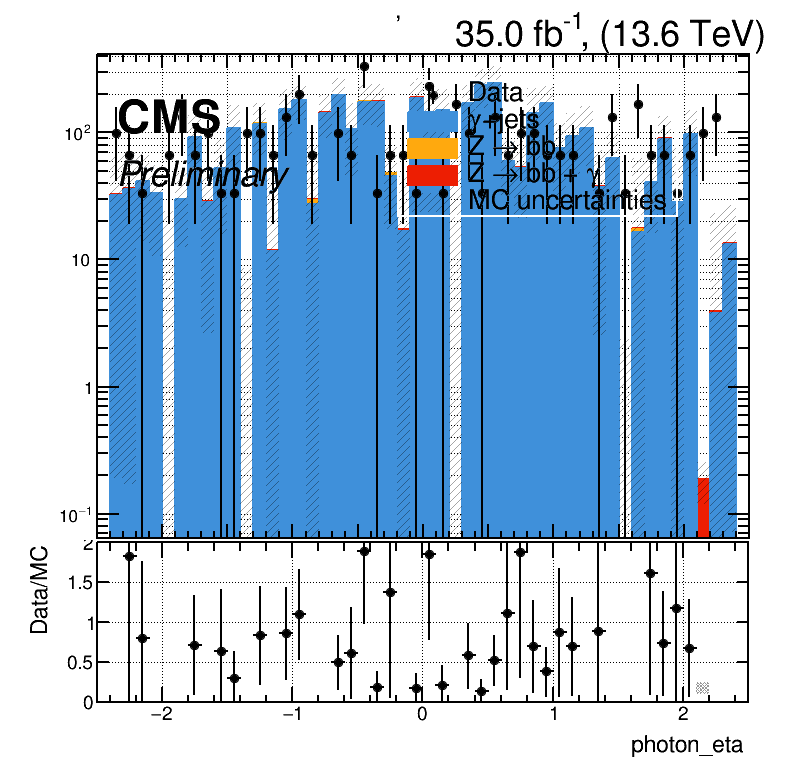 ,
35.0 fb⁻¹, (13.6 TeV)
CMS
Preliminary
Data
γ+jets
Z → bb
Z → bb + γ
MC uncertainties
10²
10
1
10⁻¹
Data/MC
2
1.5
1
0.5
0
−2 −1 0 1 2
photon_eta